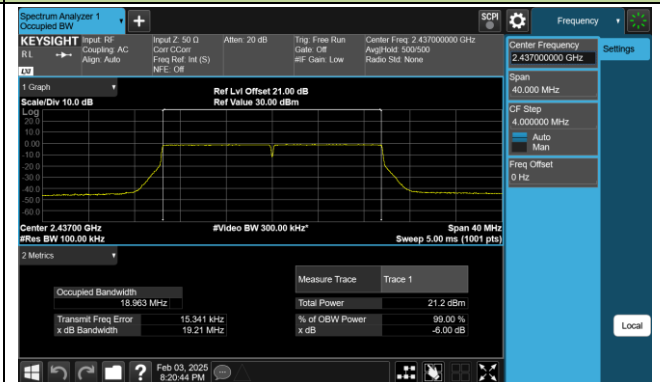 Spectrum Analyzer 1
Occupied BW
SCPI
Frequency
KEYSIGHT
R L
LXI
Input: RF
Coupling: AC
Align: Auto
Input Z: 50 Ω
Corr CCorr
Freq Ref: Int (S)
NFE: Off
Atten: 20 dB
Trig: Free Run
Gate: Off
#IF Gain: Low
Center Freq: 2.437000000 GHz
Avg|Hold: 500/500
Radio Std: None
Center Frequency
2.437000000 GHz
Settings
Span
40.000 MHz
CF Step
4.000000 MHz
Auto
Man
Freq Offset
0 Hz
Local
1 Graph
Scale/Div 10.0 dB
Ref Lvl Offset 21.00 dB
Ref Value 30.00 dBm
Log
20.0
10.0
0.00
-10.0
-20.0
-30.0
-40.0
-50.0
-60.0
Center 2.43700 GHz
#Res BW 100.00 kHz
#Video BW 300.00 kHz*
Span 40 MHz
Sweep 5.00 ms (1001 pts)
2 Metrics
Measure Trace Trace 1
Occupied Bandwidth
18.963 MHz
Total Power 21.2 dBm
Transmit Freq Error 15.341 kHz
% of OBW Power 99.00 %
x dB Bandwidth 19.21 MHz
x dB -6.00 dB
?
Feb 03, 2025
8:20:44 PM